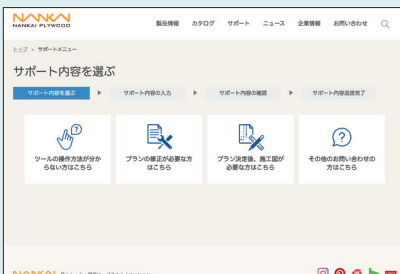 NANKAI
NANKAI PLYWOOD
製品情報 カタログ サポート ニュース 企業情報 お問い合わせ
トップ > サポートメニュー
サポート内容を選ぶ
サポート内容を選ぶ ▶ サポート内容の入力 ▶ サポート内容の確認 ▶ サポート内容送信完了
ツールの操作方法が分か
らない方はこちら
プランの修正が必要な方
はこちら
プラン決定後、施工図が
必要な方はこちら
その他のお問い合わせの
方はこちら
NANKAI